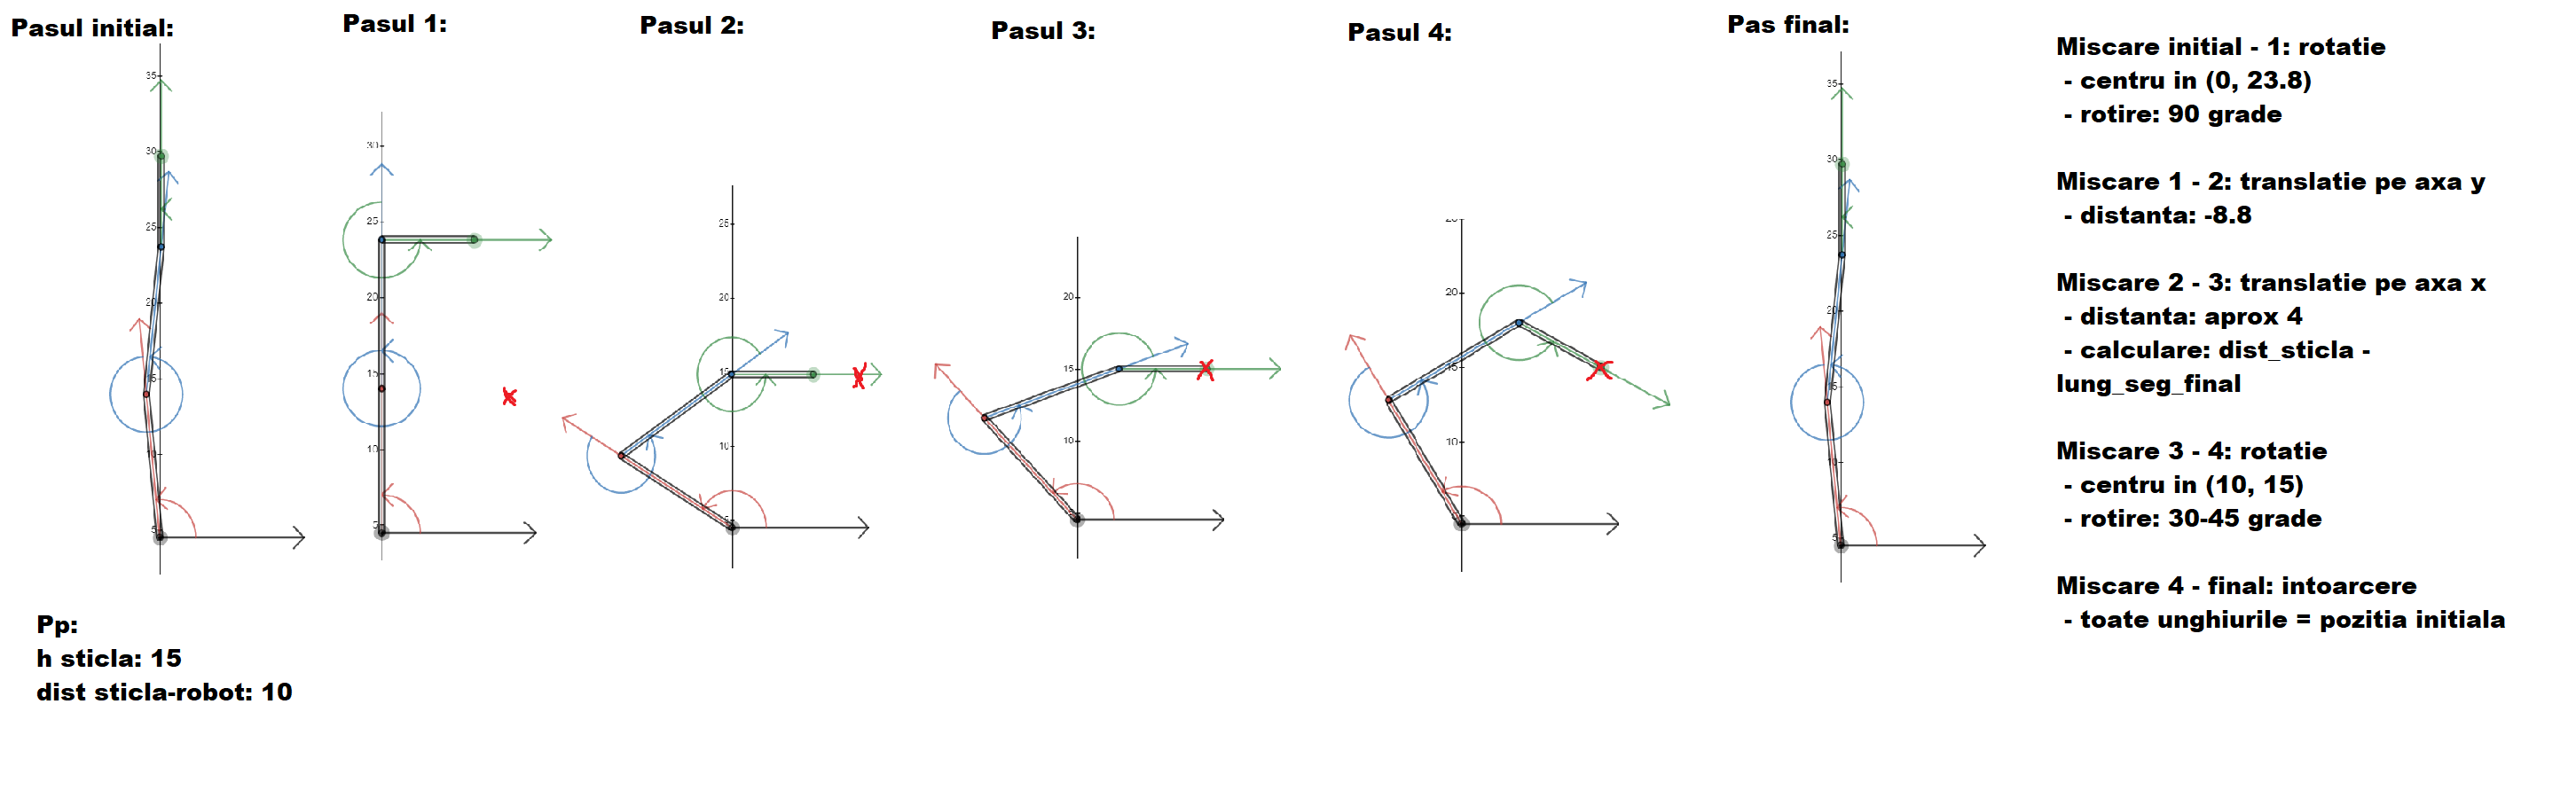 Pasul initial:
35
30
25
20
15
10
5
Pasul 1:
30
25
20
15
10
5
Pasul 2:
25
20
15
10
5
Pasul 3:
20
15
10
Pasul 4:
20
15
10
Pas final:
35
30
25
20
15
10
5
Miscare initial - 1: rotatie
- centru in (0, 23.8)
- rotire: 90 grade
Miscare 1 - 2: translatie pe axa y
- distanta: -8.8
Miscare 2 - 3: translatie pe axa x
- distanta: aprox 4
- calculare: dist_sticla -
lung_seg_final
Miscare 3 - 4: rotatie
- centru in (10, 15)
- rotire: 30-45 grade
Miscare 4 - final: intoarcere
- toate unghiurile = pozitia initiala
Pp:
h sticla: 15
dist sticla-robot: 10